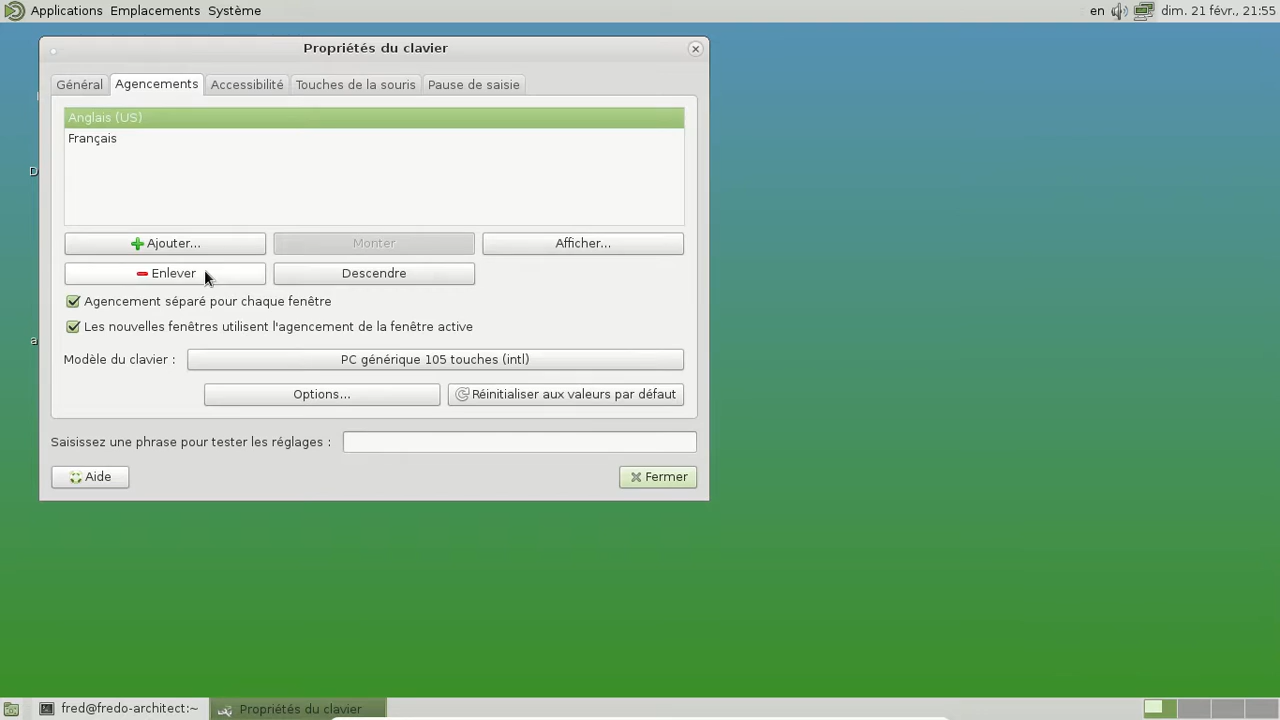 Applications Emplacements Système
en dim. 21 févr., 21:55
Propriétés du clavier
Général Agencements Accessibilité Touches de la souris Pause de saisie
Anglais (US)
Français
D
a
Ajouter... Monter Afficher...
Enlever Descendre
Agencement séparé pour chaque fenêtre
Les nouvelles fenêtres utilisent l'agencement de la fenêtre active
Modèle du clavier : PC générique 105 touches (intl)
Options... Réinitialiser aux valeurs par défaut
Saisissez une phrase pour tester les réglages :
Aide Fermer
fred@fredo-architect:~ Propriétés du clavier